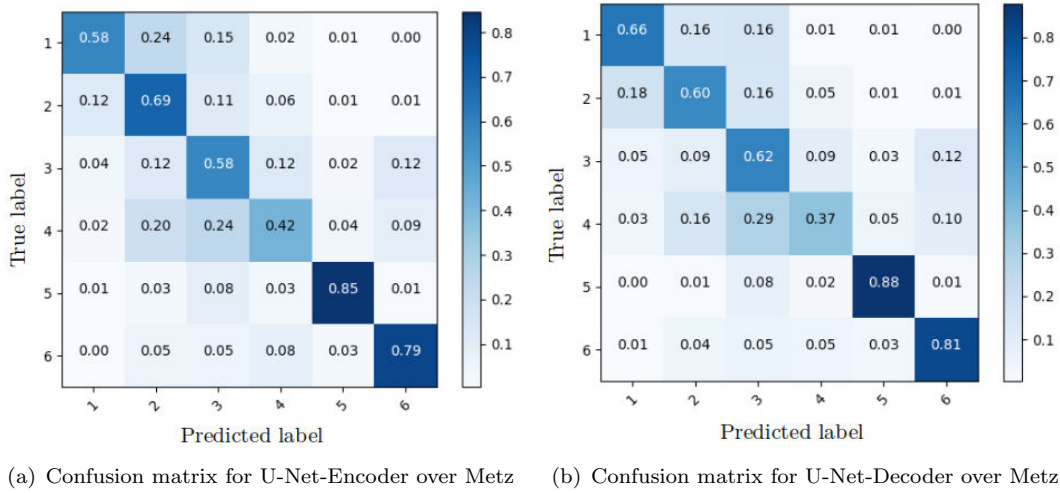 1 0.58 0.24 0.15 0.02 0.01 0.00
2 0.12 0.69 0.11 0.06 0.01 0.01
3 0.04 0.12 0.58 0.12 0.02 0.12
4 0.02 0.20 0.24 0.42 0.04 0.09
5 0.01 0.03 0.08 0.03 0.85 0.01
6 0.00 0.05 0.05 0.08 0.03 0.79
1 2 3 4 5 6
True label
Predicted label
0.8
0.7
0.6
0.5
0.4
0.3
0.2
0.1
(a) Confusion matrix for U-Net-Encoder over Metz
1 0.66 0.16 0.16 0.01 0.01 0.00
2 0.18 0.60 0.16 0.05 0.01 0.01
3 0.05 0.09 0.62 0.09 0.03 0.12
4 0.03 0.16 0.29 0.37 0.05 0.10
5 0.00 0.01 0.08 0.02 0.88 0.01
6 0.01 0.04 0.05 0.05 0.03 0.81
1 2 3 4 5 6
True label
Predicted label
0.8
0.7
0.6
0.5
0.4
0.3
0.2
0.1
(b) Confusion matrix for U-Net-Decoder over Metz